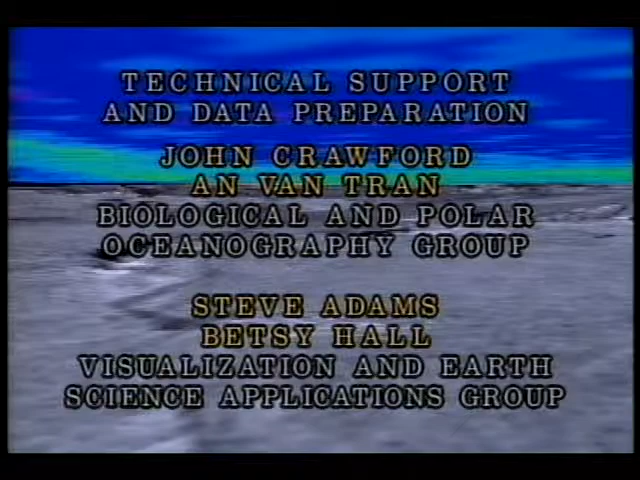 TECHNICAL SUPPORT
AND DATA PREPARATION
JOHN CRAWFORD
AN VAN TRAN
BIOLOGICAL AND POLAR
OCEANOGRAPHY GROUP
STEVE ADAMS
BETSY HALL
VISUALIZATION AND EARTH
SCIENCE APPLICATIONS GROUP